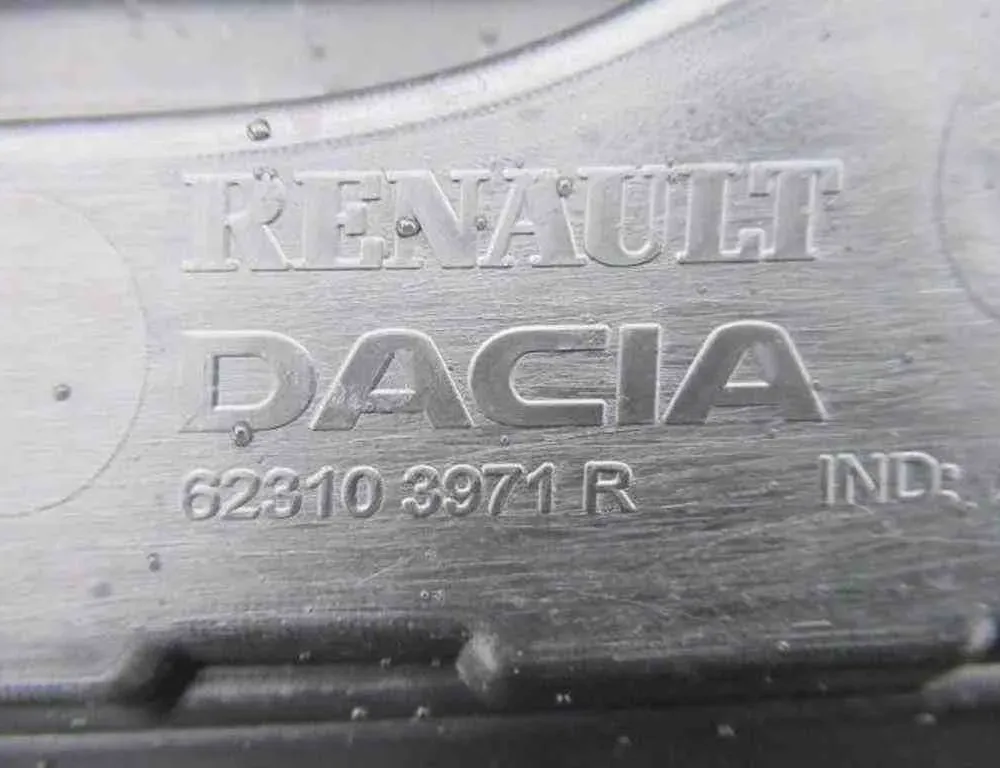 RENAULT
DACIA
62310 3971 R
IND: